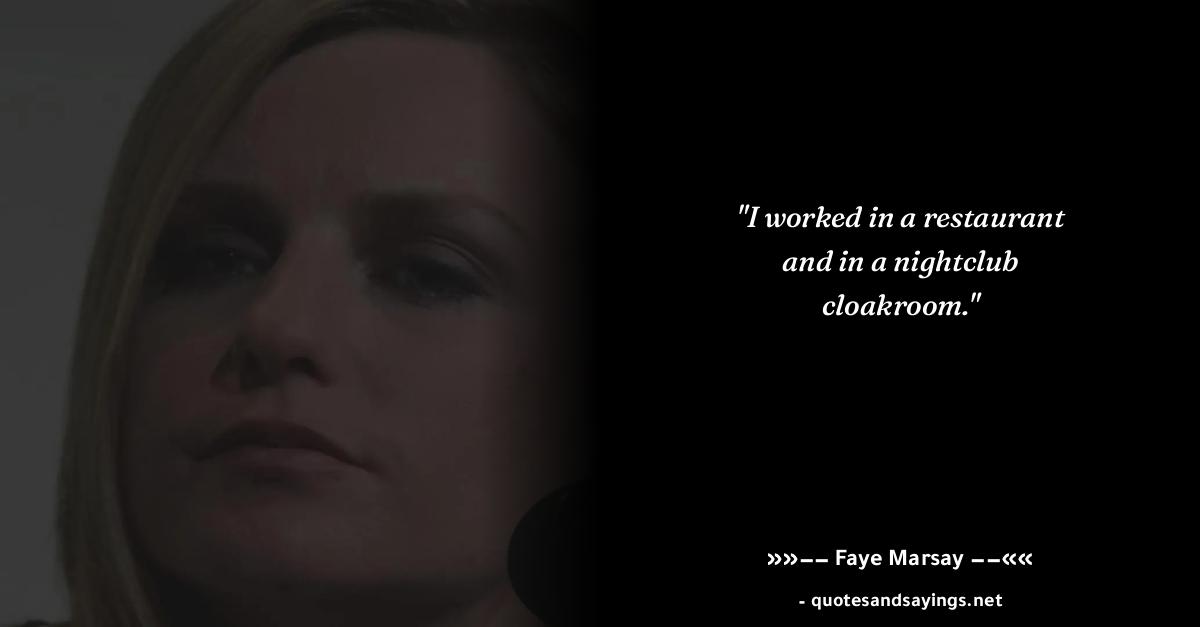 "I worked in a restaurant
and in a nightclub
cloakroom."
»»−− Faye Marsay −−««
- quotesandsayings.net